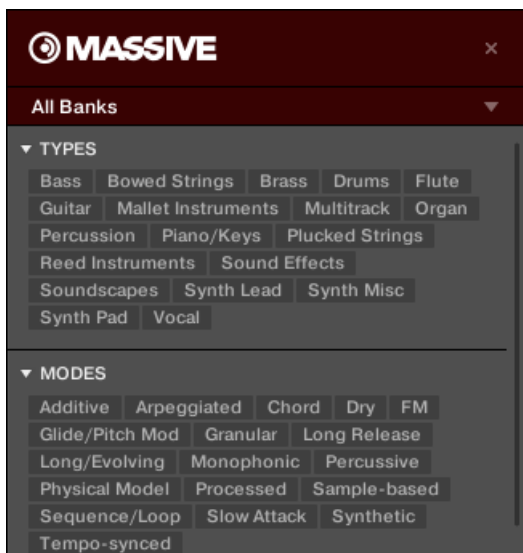 MASSIVE
All Banks
TYPES
Bass Bowed Strings Brass Drums Flute
Guitar Mallet Instruments Multitrack Organ
Percussion Piano/Keys Plucked Strings
Reed Instruments Sound Effects
Soundscapes Synth Lead Synth Misc
Synth Pad Vocal
MODES
Additive Arpeggiated Chord Dry FM
Glide/Pitch Mod Granular Long Release
Long/Evolving Monophonic Percussive
Physical Model Processed Sample-based
Sequence/Loop Slow Attack Synthetic
Tempo-synced